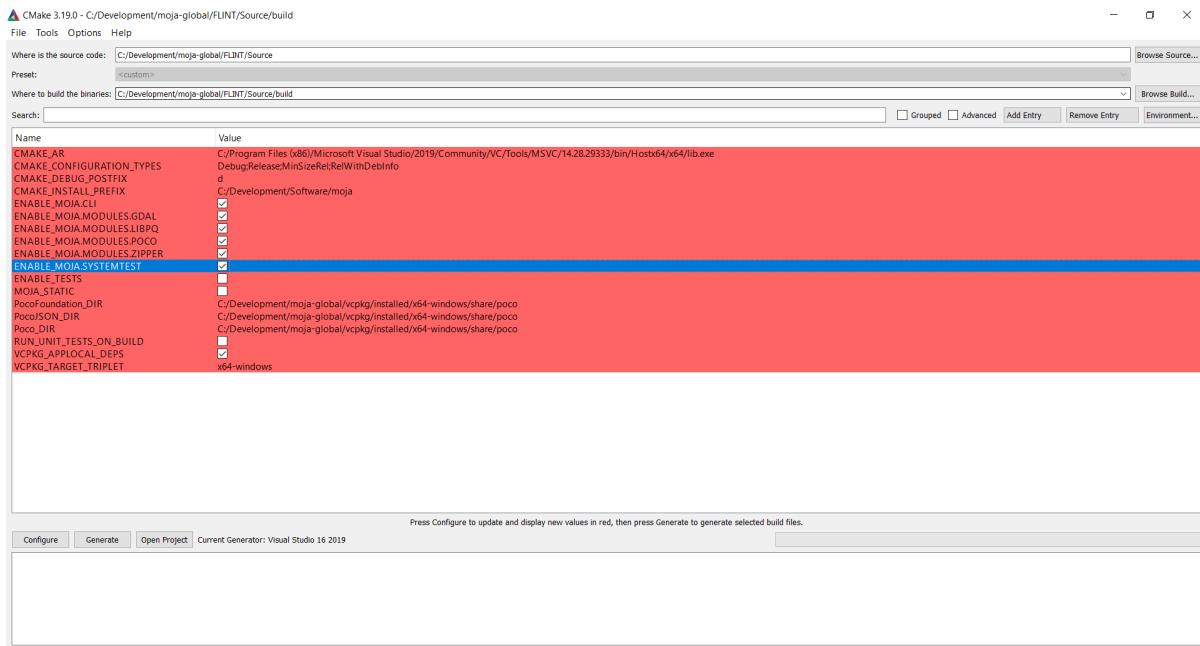 CMake 3.19.0 - C:/Development/moja-global/FLINT/Source/build
File Tools Options Help
Where is the source code: C:/Development/moja-global/FLINT/Source Browse Source...
Preset: <custom>
Where to build the binaries: C:/Development/moja-global/FLINT/Source/build Browse Build...
Search: Grouped Advanced Add Entry Remove Entry Environment...
Name Value
CMAKE_AR C:/Program Files (x86)/Microsoft Visual Studio/2019/Community/VC/Tools/MSVC/14.28.29333/bin/Hostx64/x64/lib.exe
CMAKE_CONFIGURATION_TYPES Debug;Release;MinSizeRel;RelWithDebInfo
CMAKE_DEBUG_POSTFIX d
CMAKE_INSTALL_PREFIX C:/Development/Software/moja
ENABLE_MOJA.CLI
ENABLE_MOJA.MODULES.GDAL
ENABLE_MOJA.MODULES.LIBPQ
ENABLE_MOJA.MODULES.POCO
ENABLE_MOJA.MODULES.ZIPPER
ENABLE_MOJA.SYSTEMTEST
ENABLE_TESTS
MOJA_STATIC
PocoFoundation_DIR C:/Development/moja-global/vcpkg/installed/x64-windows/share/poco
PocoJSON_DIR C:/Development/moja-global/vcpkg/installed/x64-windows/share/poco
Poco_DIR C:/Development/moja-global/vcpkg/installed/x64-windows/share/poco
RUN_UNIT_TESTS_ON_BUILD
VCPKG_APPLOCAL_DEPS
VCPKG_TARGET_TRIPLET x64-windows
Press Configure to update and display new values in red, then press Generate to generate selected build files.
Configure Generate Open Project Current Generator: Visual Studio 16 2019